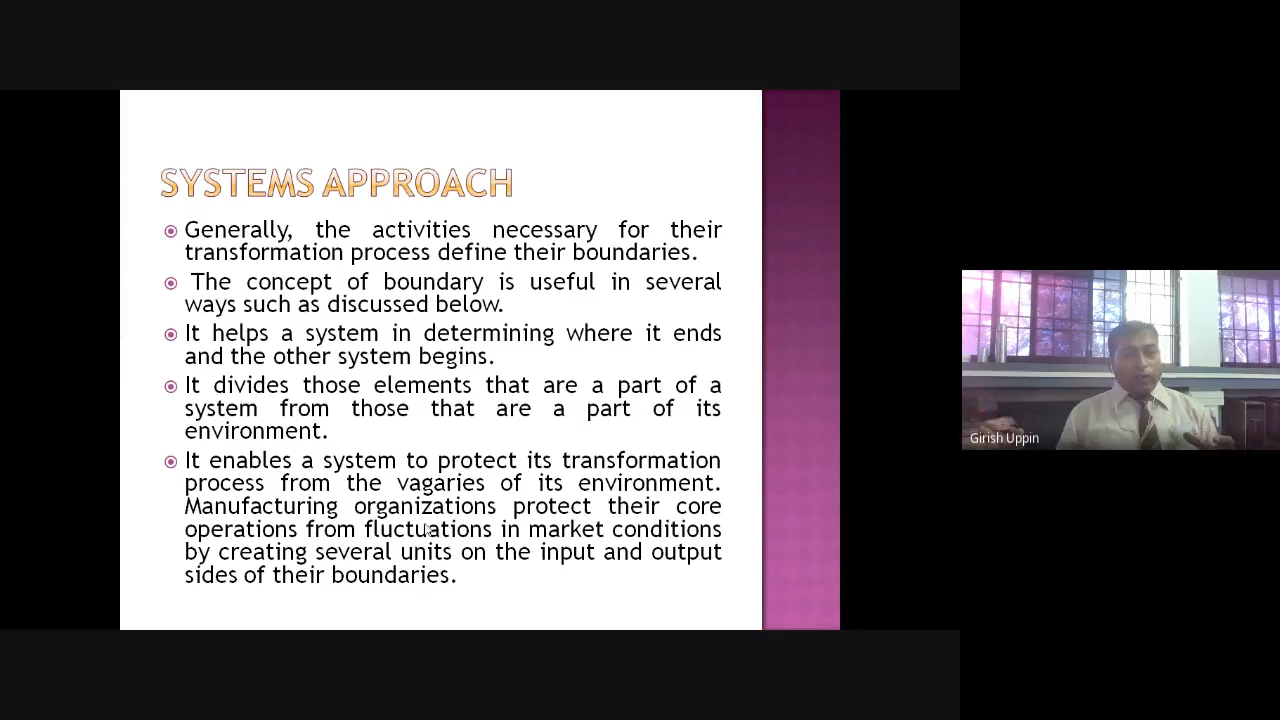 SYSTEMS APPROACH
Generally, the activities necessary for their
transformation process define their boundaries.
The concept of boundary is useful in several
ways such as discussed below.
It helps a system in determining where it ends
and the other system begins.
It divides those elements that are a part of a
system from those that are a part of its
environment.
It enables a system to protect its transformation
process from the vagaries of its environment.
Manufacturing organizations protect their core
operations from fluctuations in market conditions
by creating several units on the input and output
sides of their boundaries.
Girish Uppin